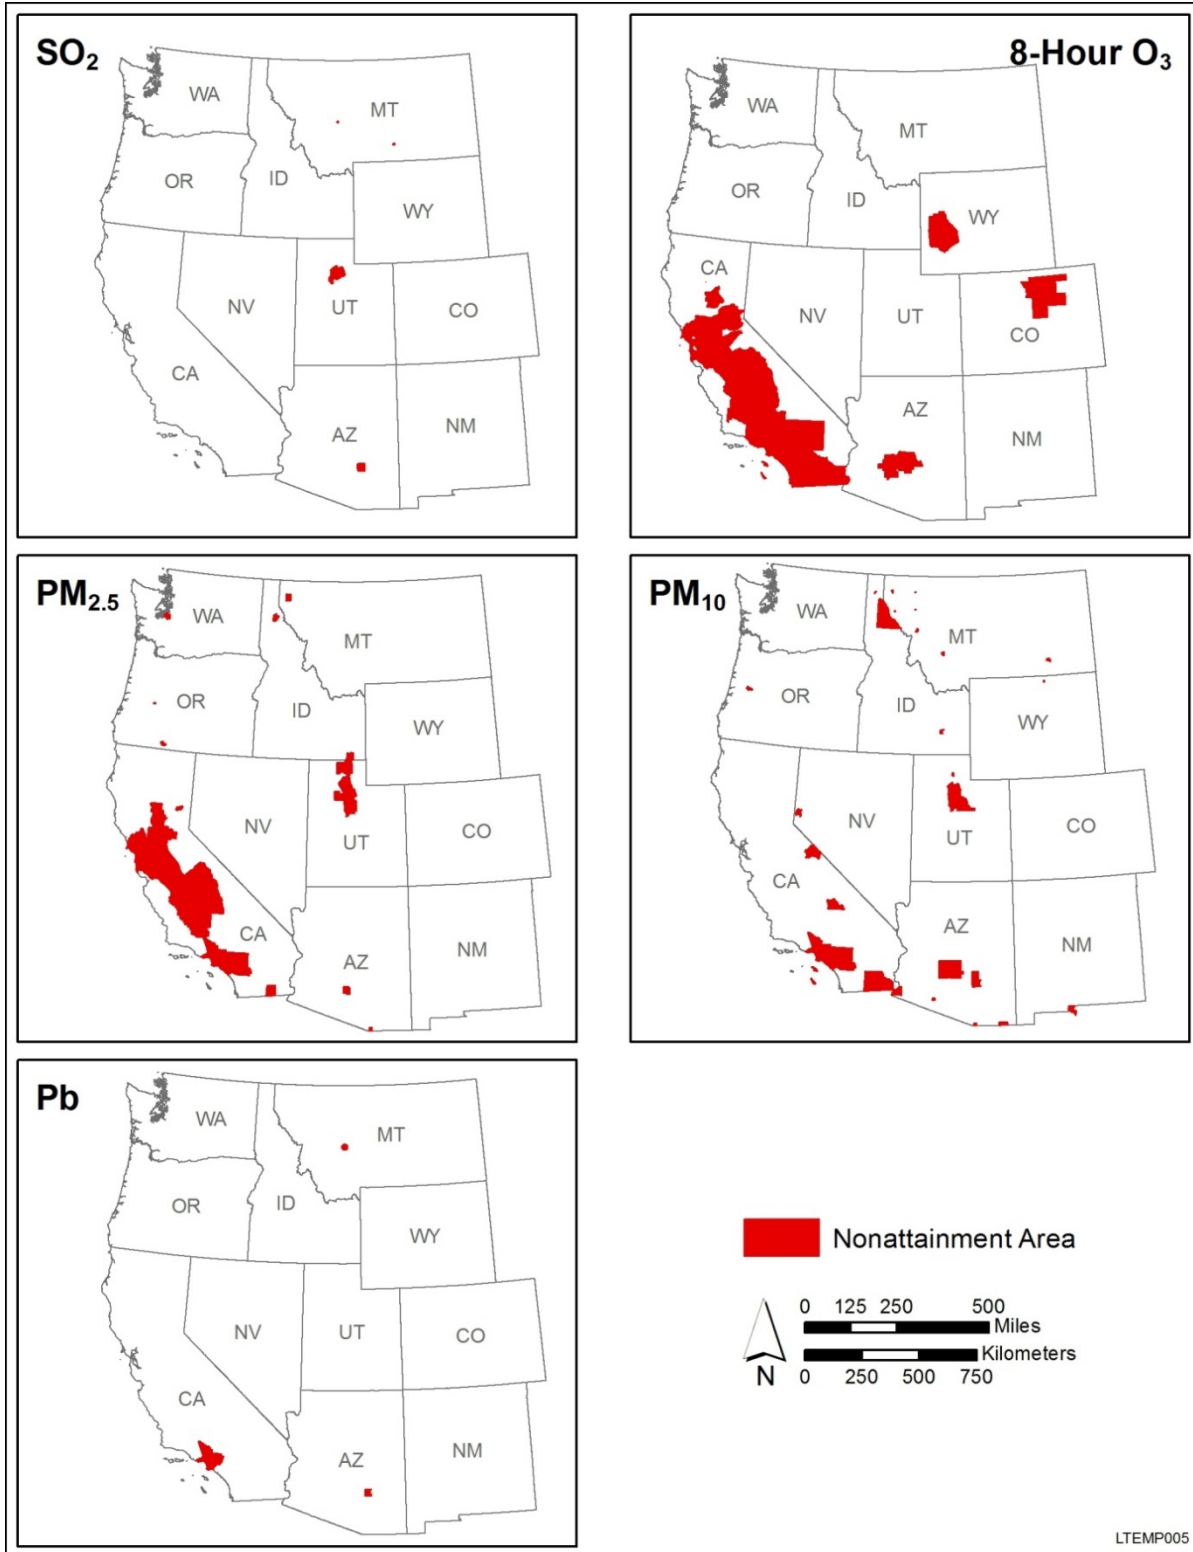 SO₂
WA
MT
OR
ID
WY
NV
UT
CO
CA
AZ
NM
8-Hour O₃
WA
MT
OR
ID
WY
CA
NV
UT
CO
AZ
NM
PM₂.₅
WA
MT
OR
ID
WY
NV
UT
CO
CA
AZ
NM
PM₁₀
WA
MT
OR
ID
WY
NV
UT
CO
CA
AZ
NM
Pb
WA
MT
OR
ID
WY
NV
UT
CO
CA
AZ
NM
Nonattainment Area
0 125 250 500
Miles
Kilometers
0 250 500 750
N
LTEMP005